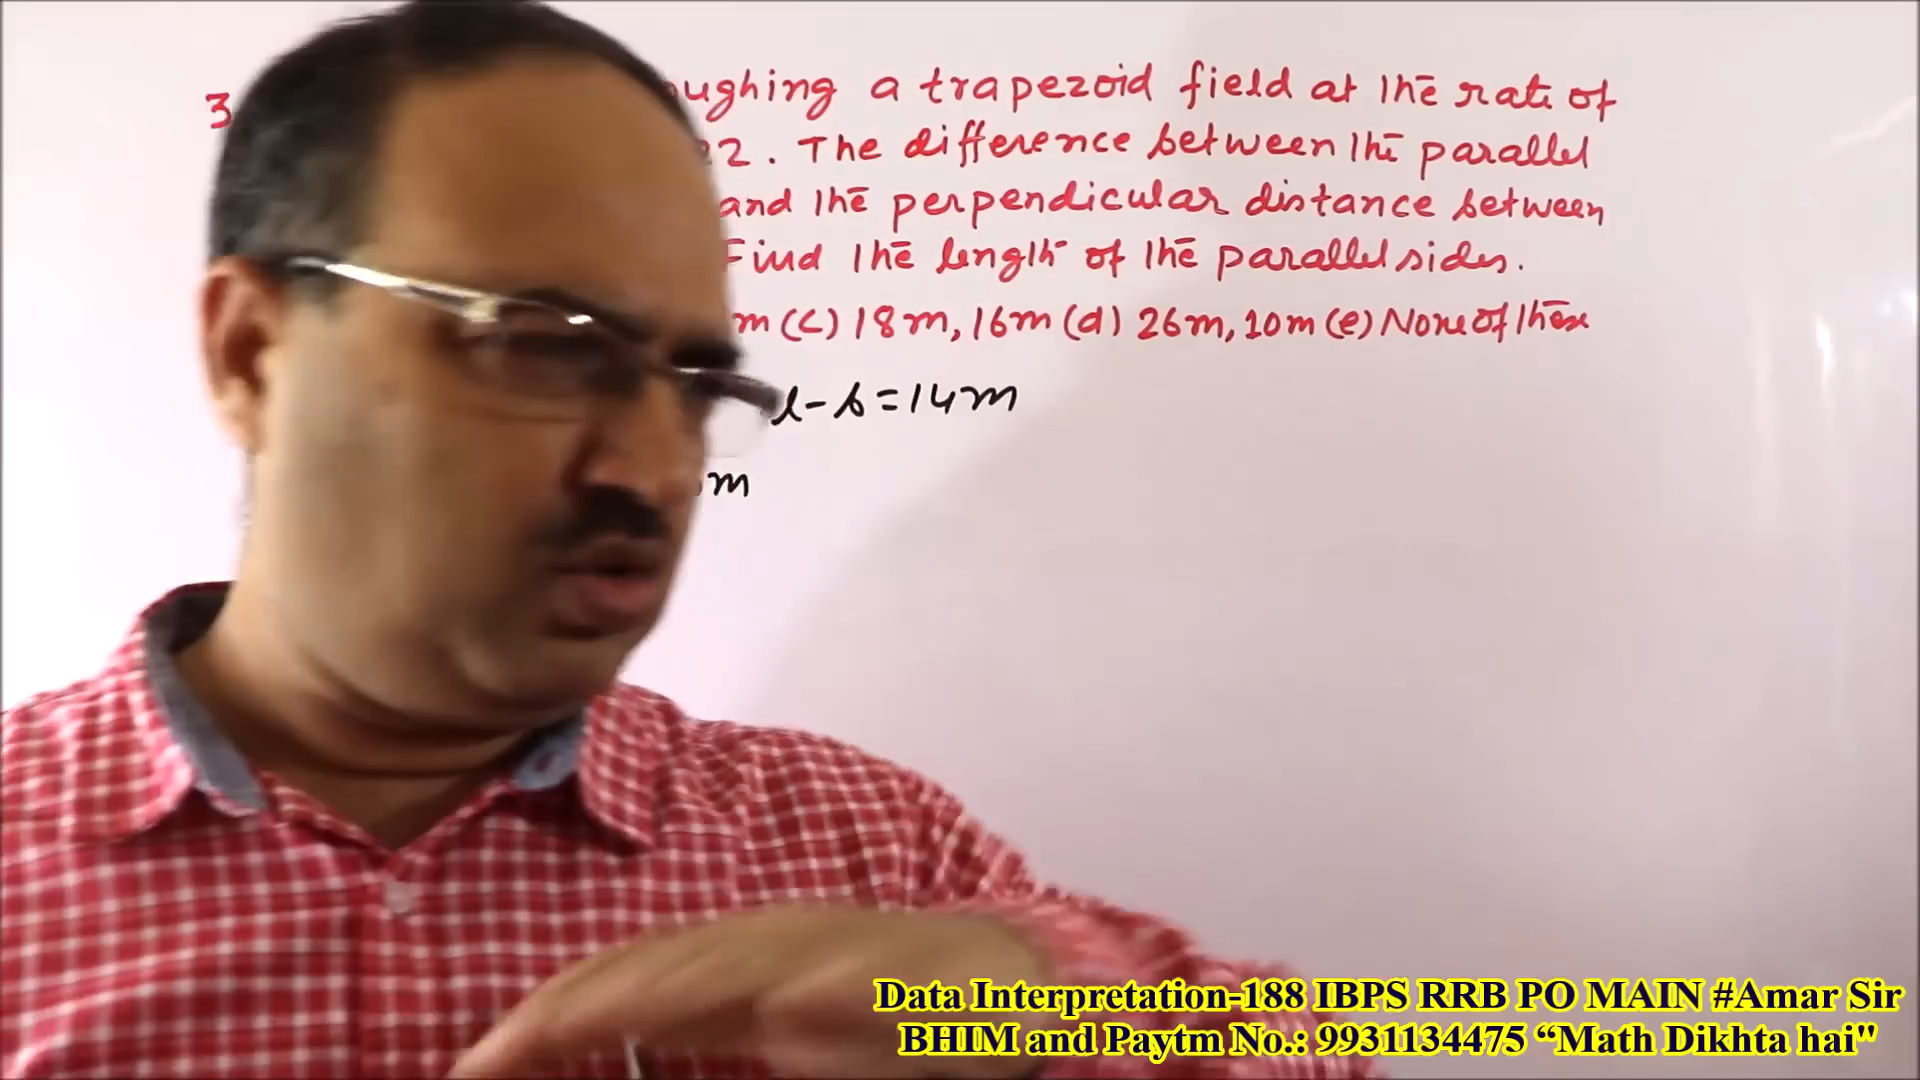 3 ughing a trapezoid field at the rate of
2. The difference between the parallel
and the perpendicular distance between
Find the length of the parallel sides.
m (c) 18m, 16m (d) 26m, 10m (e) None of these
l-b=14m
m
Data Interpretation-188 IBPS RRB PO MAIN #Amar Sir
BHIM and Paytm No.: 9931134475 “Math Dikhta hai"